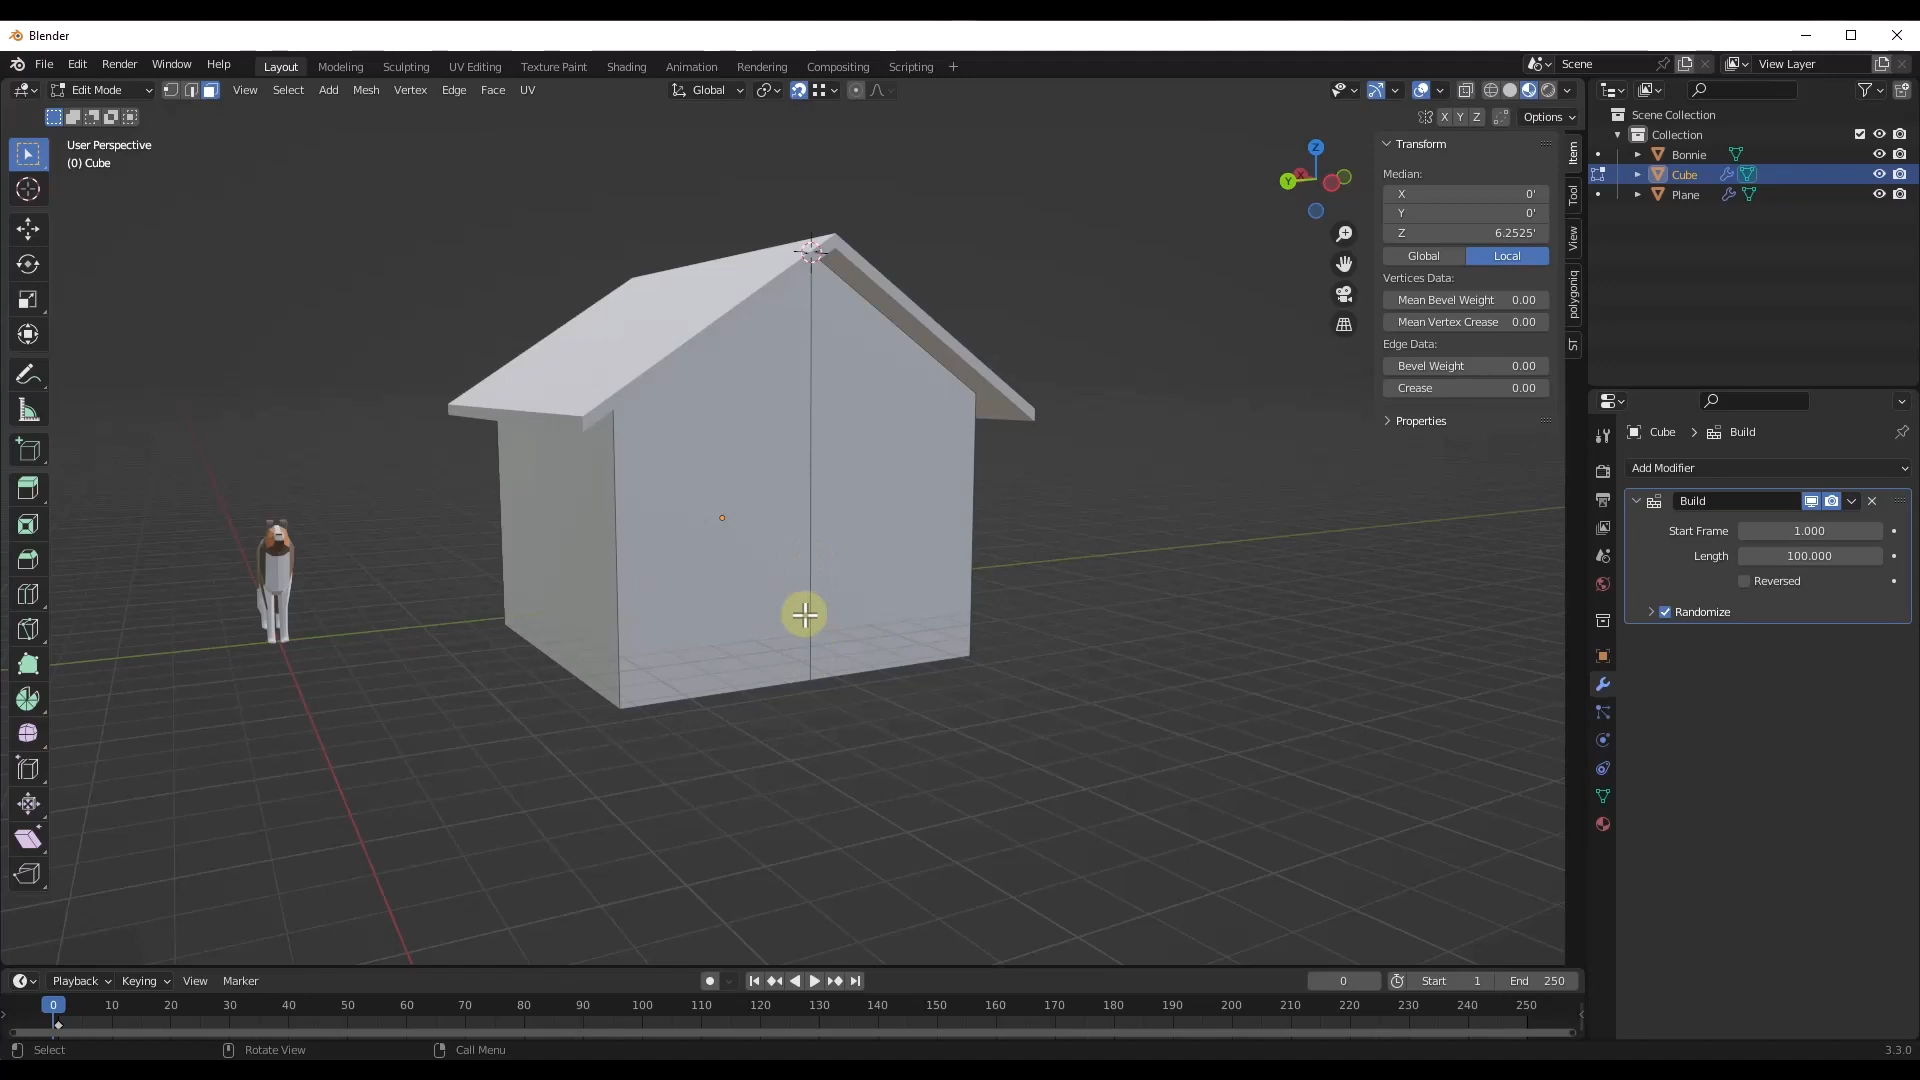 Blender
File Edit Render Window Help Layout Modeling Sculpting UV Editing Texture Paint Shading Animation Rendering Compositing Scripting Scene View Layer
Edit Mode View Select Add Mesh Vertex Edge Face UV Global
X Y Z Options
User Perspective
(0) Cube
Z
Y
X
Transform
Median:
X 0'
Y 0'
Z 6.2525'
Global Local
Vertices Data:
Mean Bevel Weight 0.00
Mean Vertex Crease 0.00
Edge Data:
Bevel Weight 0.00
Crease 0.00
Properties
Item
Tool
View
polygoniq
ST
Scene Collection
Collection
Bonnie
Cube
Plane
Cube Build
Add Modifier
Build
Start Frame 1.000
Length 100.000
Reversed
Randomize
Playback Keying View Marker 0 Start 1 End 250
0 10 20 30 40 50 60 70 80 90 100 110 120 130 140 150 160 170 180 190 200 210 220 230 240 250
Select Rotate View Call Menu 3.3.0